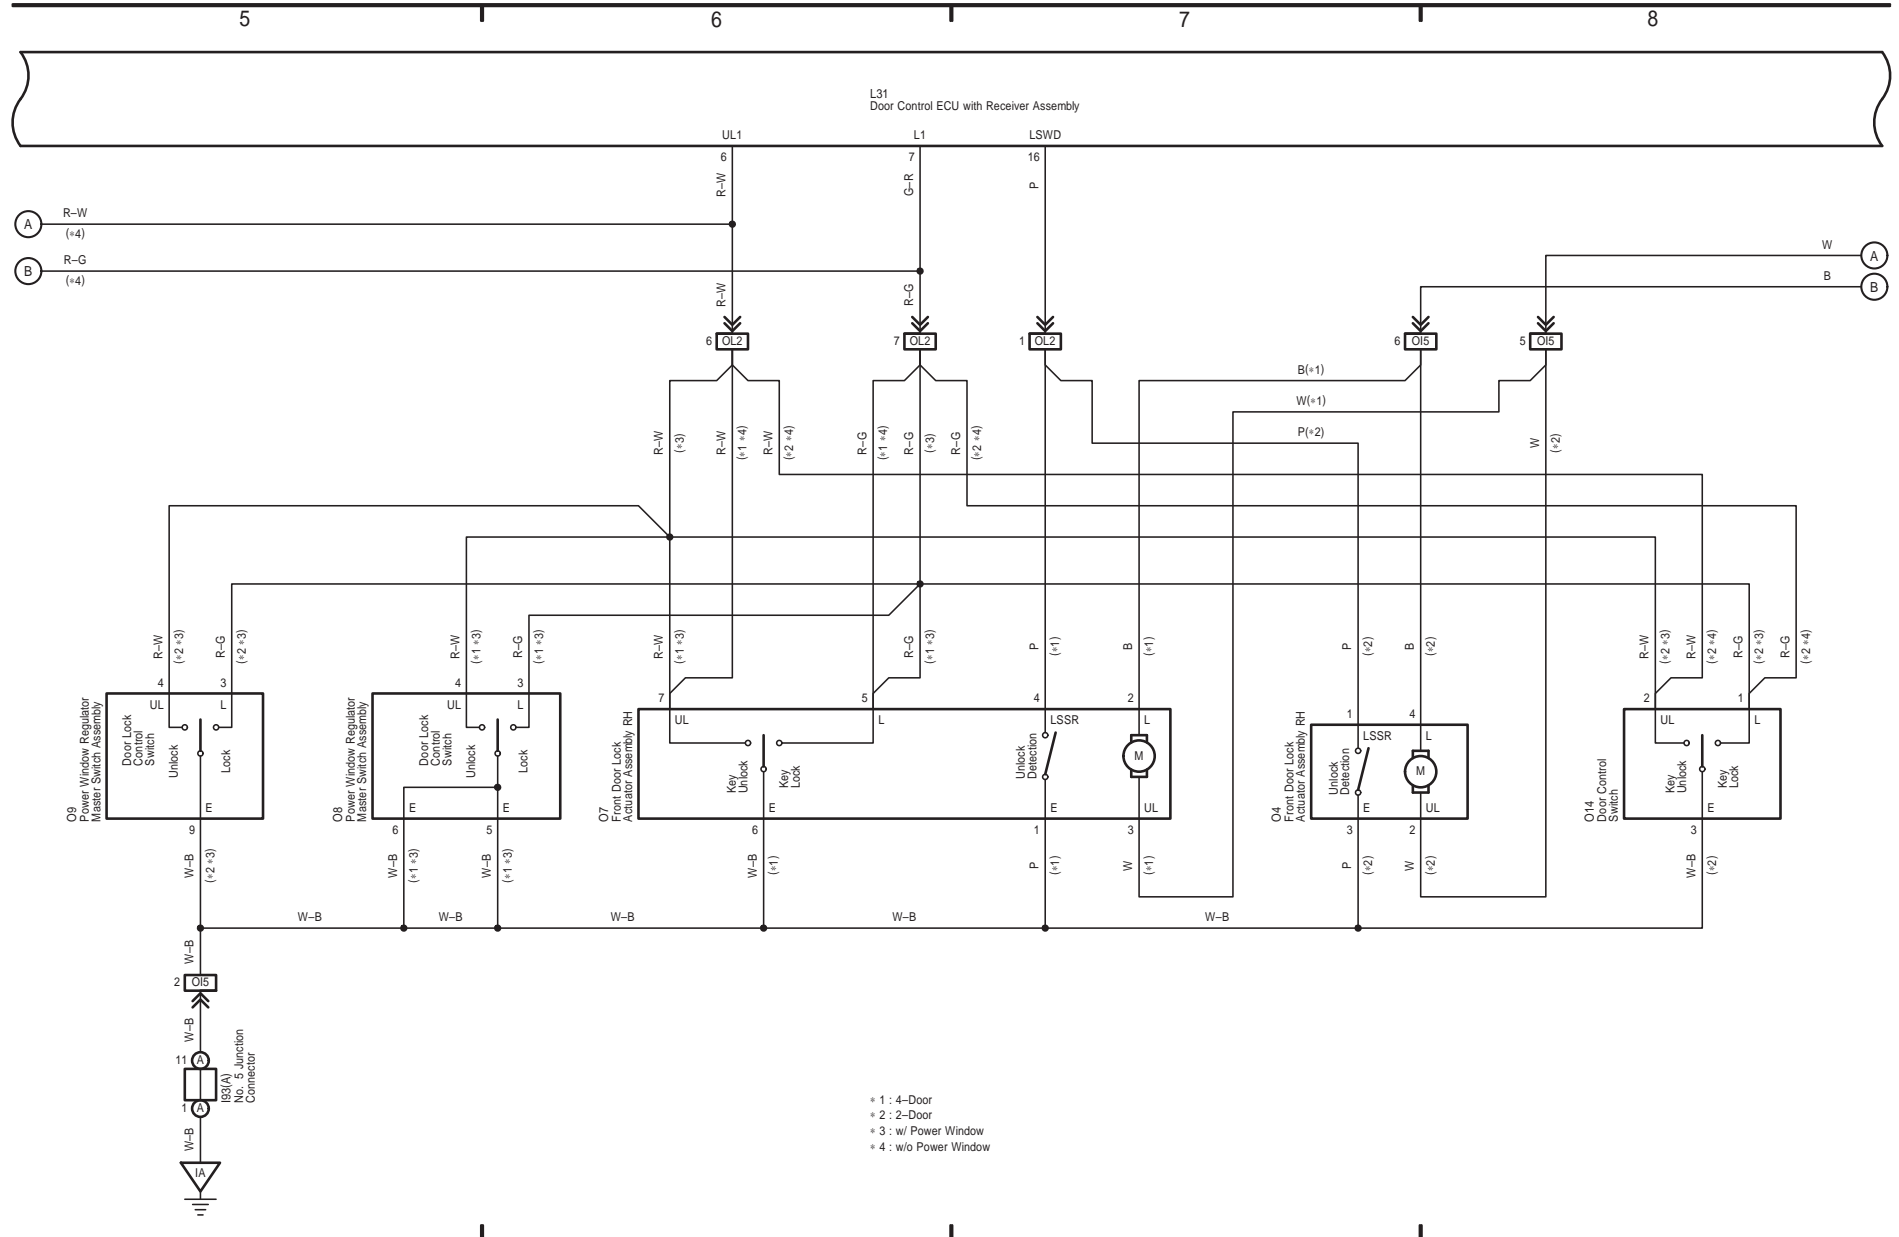 5 6 7 8
L31
Door Control ECU with Receiver Assembly
UL1 L1 LSWD
6 7 16
R–W G–R P
A R–W
(∗4)
B R–G
(∗4)
W A
B B
R–W R–G
6 OL2 7 OL2 1 OL2 6 OI5 5 OI5
B(∗1)
W(∗1)
P(∗2)
R–W (∗3)
R–W (∗1 ∗4)
R–W (∗2 ∗4)
R–G (∗1 ∗4)
R–G (∗3)
R–G (∗2 ∗4)
W (∗2)
R–W (∗2 ∗3)
R–G (∗2 ∗3)
R–W (∗1 ∗3)
R–G (∗1 ∗3)
R–W (∗1 ∗3)
R–G (∗1 ∗3)
P (∗1)
B (∗1)
P (∗2)
B (∗2)
R–W (∗2 ∗3)
R–W (∗2 ∗4)
R–G (∗2 ∗3)
R–G (∗2 ∗4)
O9
Power Window Regulator
Master Switch Assembly
4 3
UL L
Door Lock
Control
Switch
Unlock
Lock
E
9
O8
Power Window Regulator
Master Switch Assembly
4 3
UL L
Door Lock
Control
Switch
Unlock
Lock
E E
6 5
O7
Front Door Lock
Actuator Assembly RH
7 5 4 2
UL L LSSR L
Key
Unlock
Key
Lock
Unlock
Detection
M
E E UL
6 1 3
O4
Front Door Lock
Actuator Assembly RH
1 4
LSSR L
Unlock
Detection
M
E UL
3 2
O14
Door Control
Switch
2 1
UL L
Key
Unlock
Key
Lock
E
3
W–B (∗2 ∗3)
W–B (∗1 ∗3)
W–B (∗1 ∗3)
W–B (∗1)
P (∗1)
W (∗1)
P (∗2)
W (∗2)
W–B (∗2)
W–B W–B W–B W–B W–B
W–B
2 OI5
W–B
11 A
I93(A)
No. 5 Junction
Connector
1 A
W–B
IA
∗ 1 : 4–Door
∗ 2 : 2–Door
∗ 3 : w/ Power Window
∗ 4 : w/o Power Window